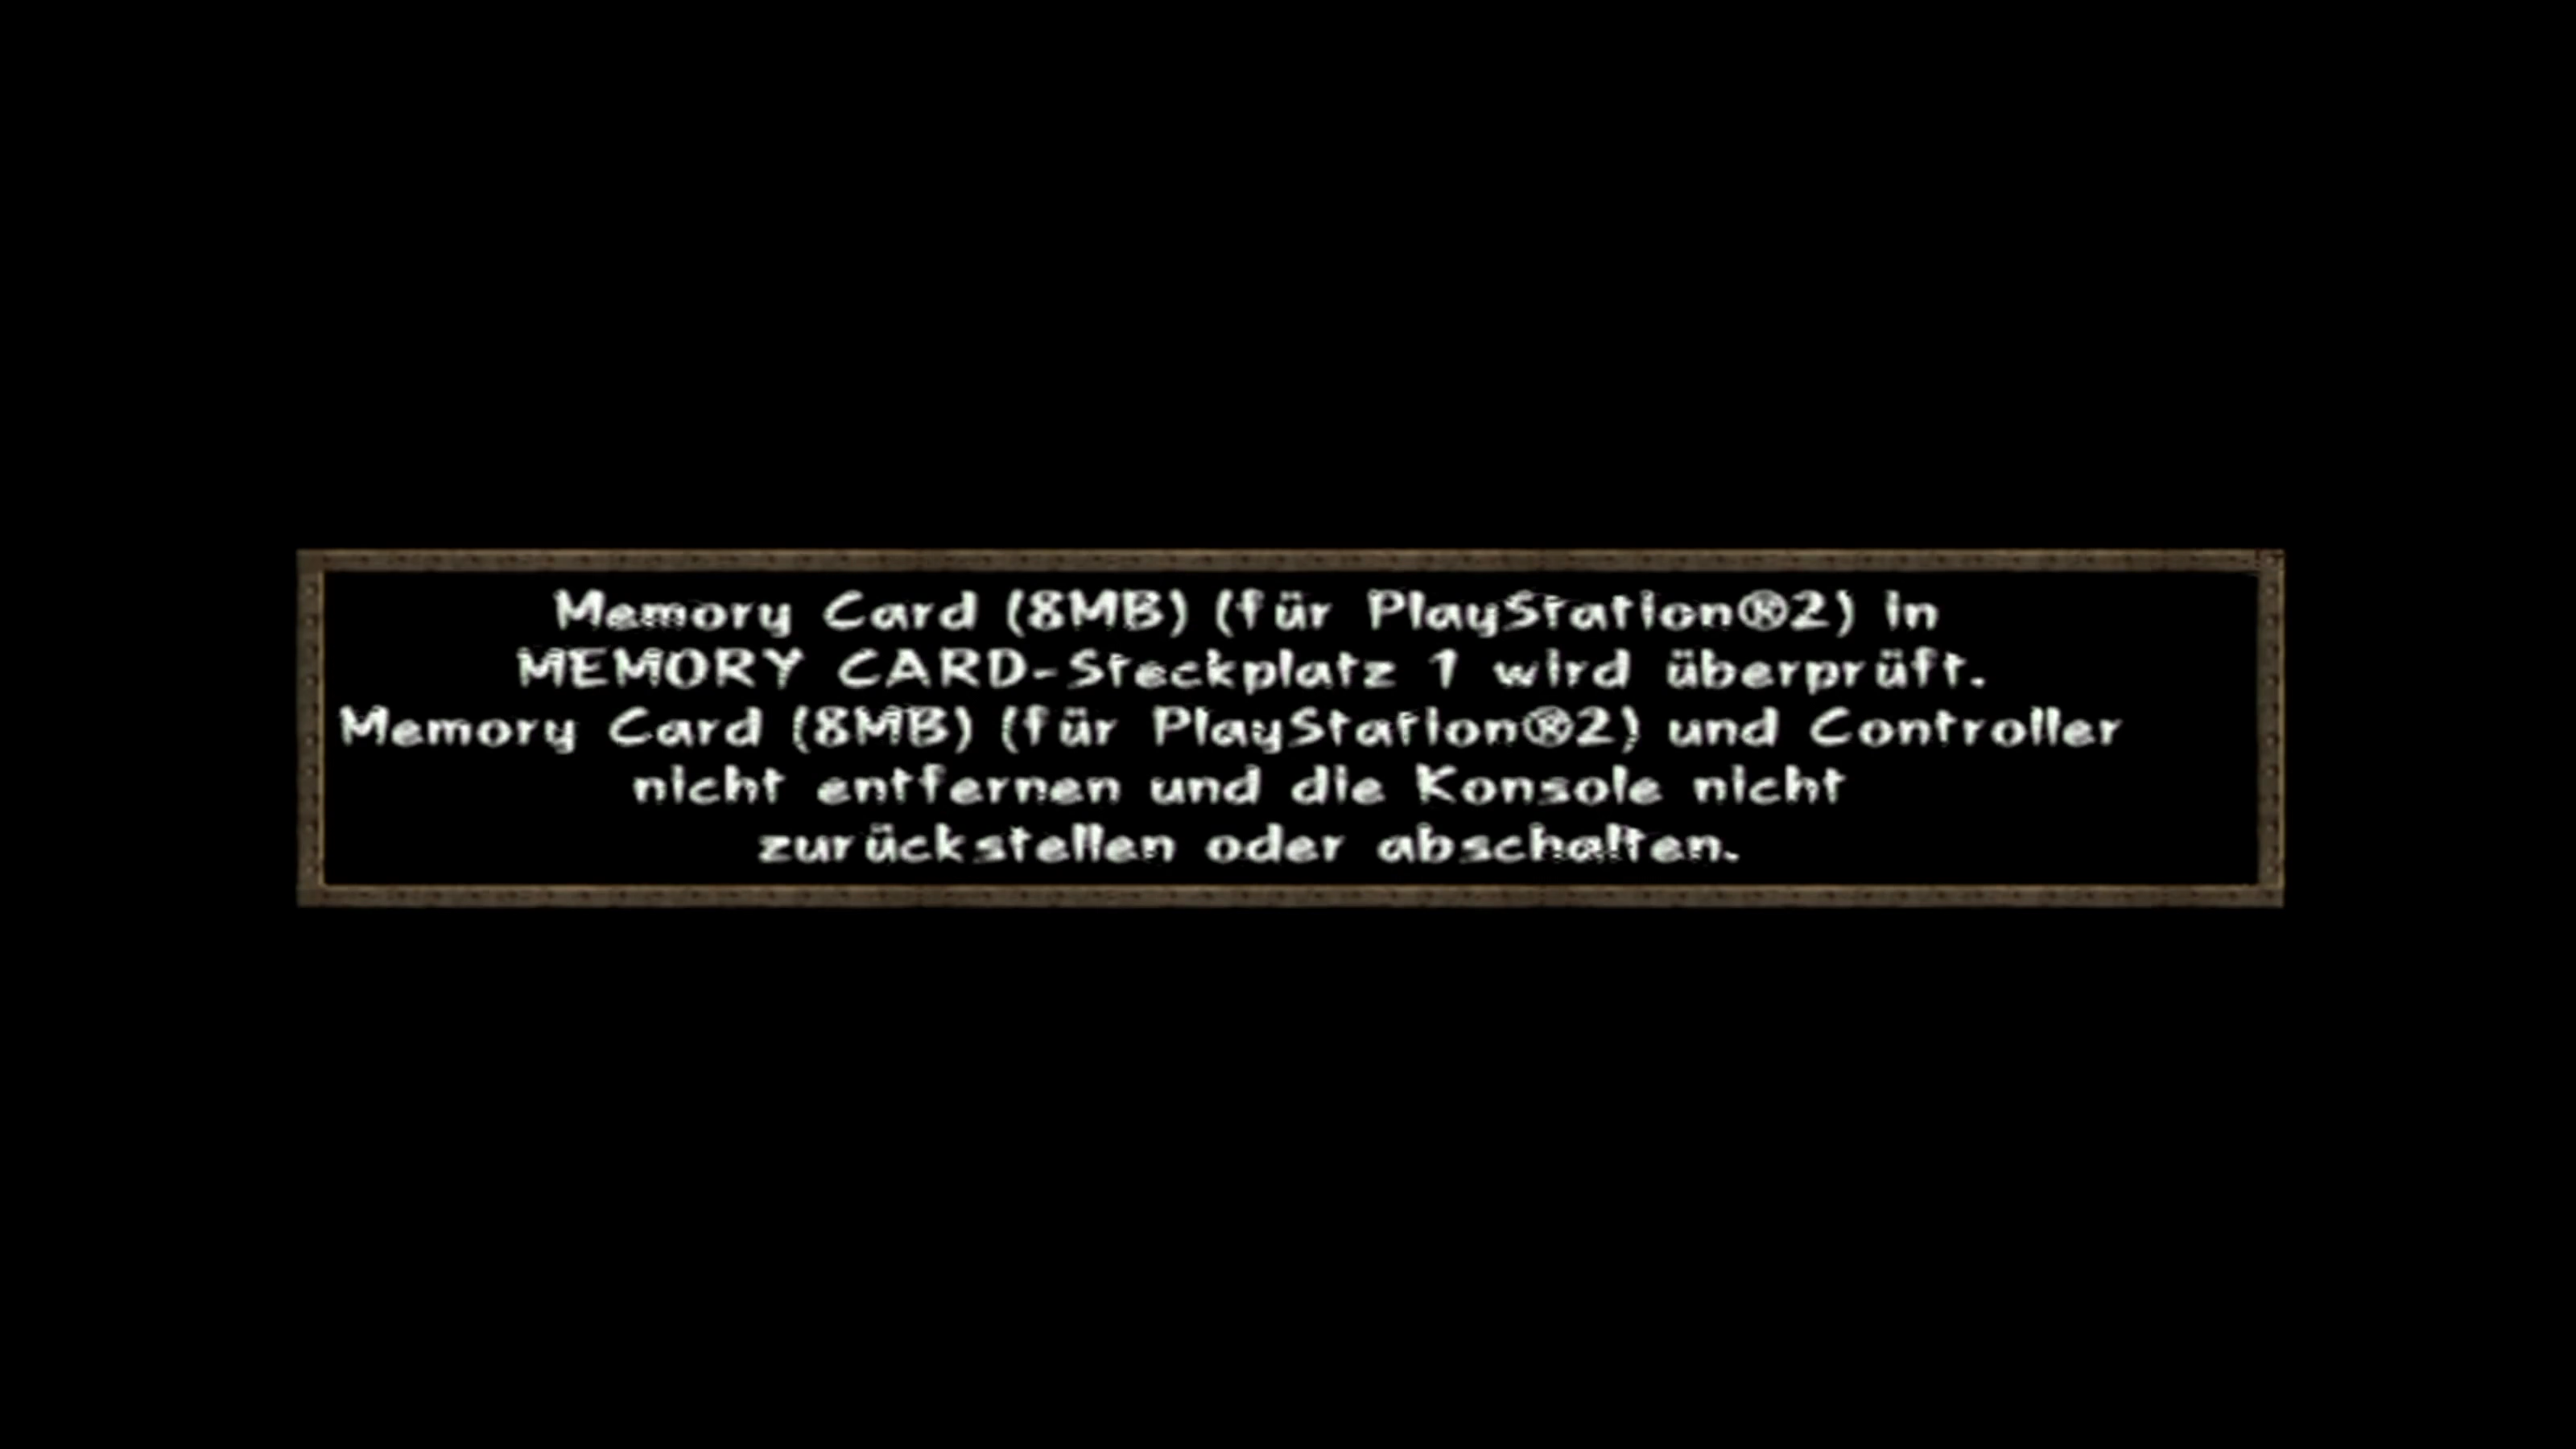 Memory Card (8MB) (für PlayStation®2) in
MEMORY CARD-Steckplatz 1 wird überprüft.
Memory Card (8MB) (für PlayStation®2) und Controller
nicht entfernen und die Konsole nicht
zurückstellen oder abschalten.